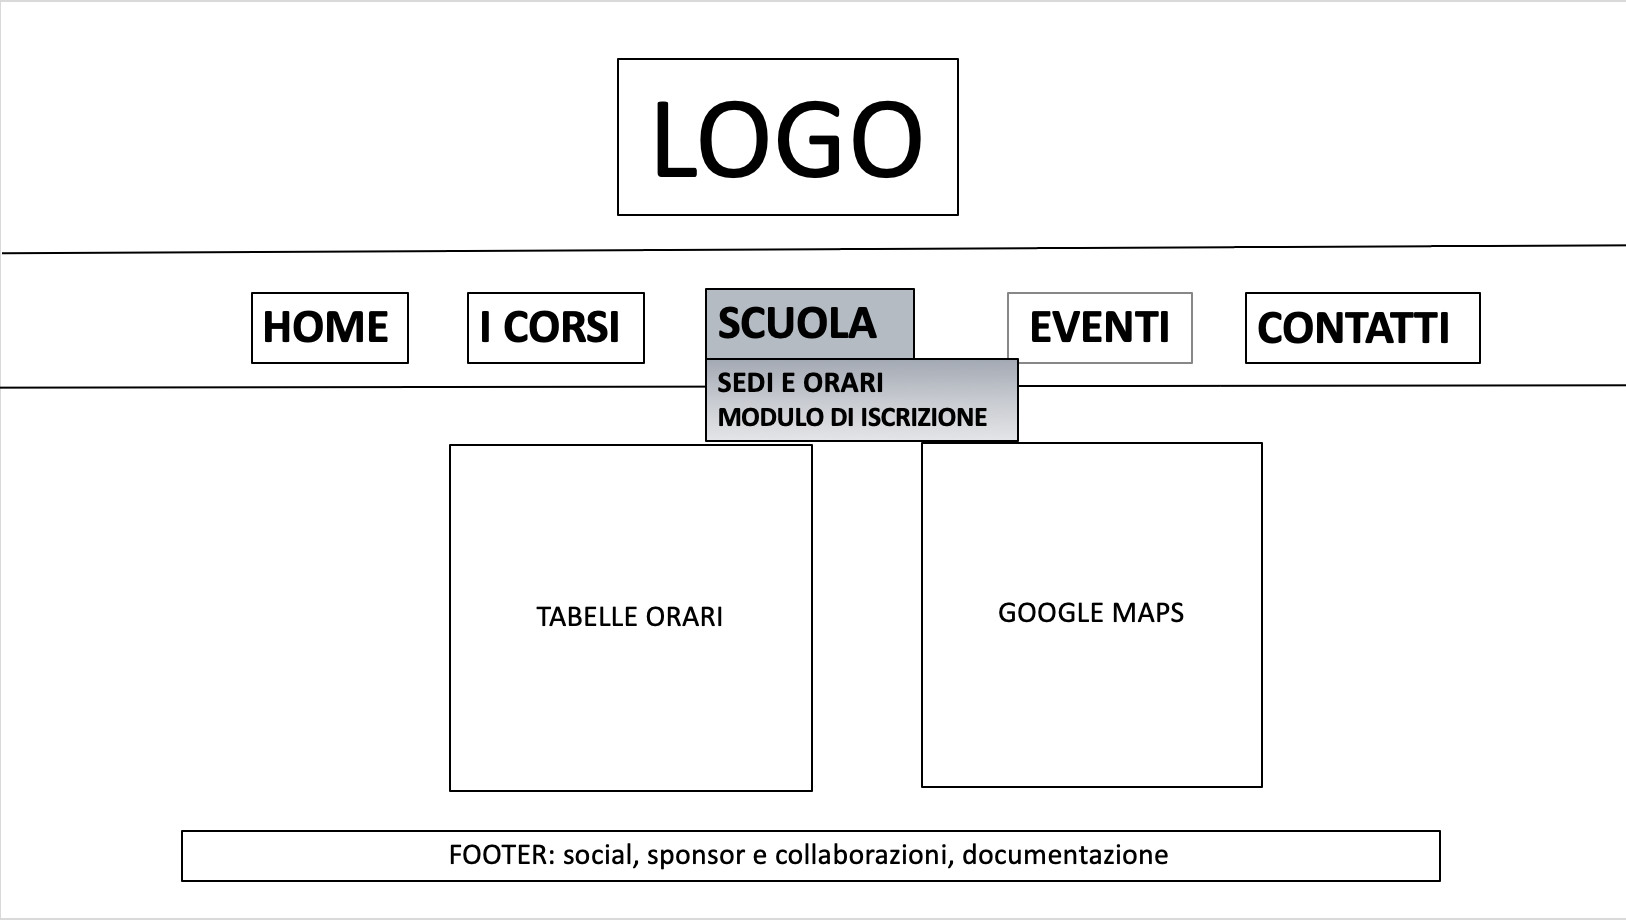 LOGO
HOME
I CORSI
SCUOLA
EVENTI
CONTATTI
SEDI E ORARI
MODULO DI ISCRIZIONE
TABELLE ORARI
GOOGLE MAPS
FOOTER: social, sponsor e collaborazioni, documentazione